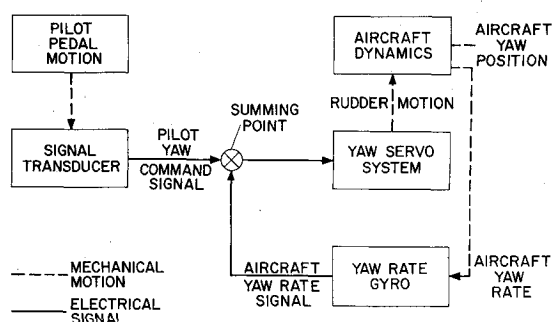 PILOT
PEDAL
MOTION
AIRCRAFT
DYNAMICS
AIRCRAFT
YAW
POSITION
SUMMING
POINT
RUDDER MOTION
SIGNAL
TRANSDUCER
PILOT
YAW
COMMAND
SIGNAL
YAW SERVO
SYSTEM
MECHANICAL
MOTION
ELECTRICAL
SIGNAL
AIRCRAFT
YAW RATE
SIGNAL
YAW RATE
GYRO
AIRCRAFT
YAW
RATE